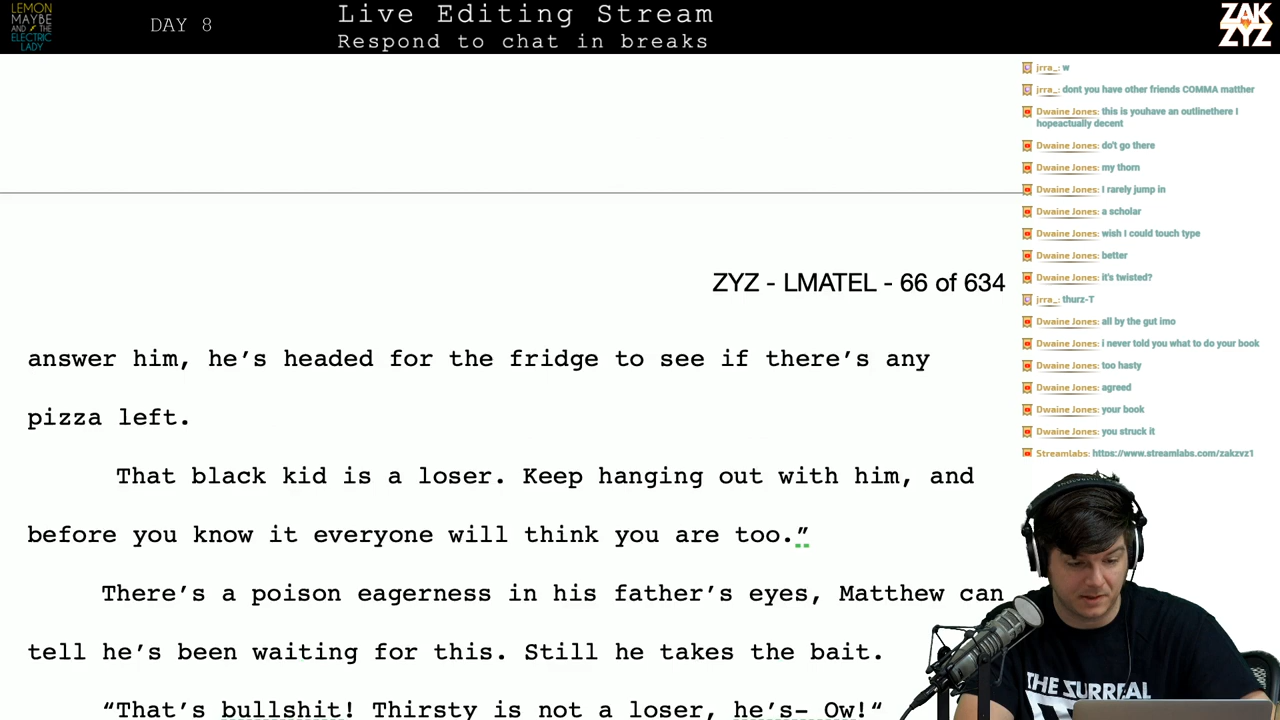 LEMON
MAYBE
AND THE
ELECTRIC
LADY
DAY 8
Live Editing Stream
Respond to chat in breaks
ZAK
ZYZ
jrra_: w
jrra_: dont you have other friends COMMA matther
Dwaine Jones: this is youhave an outlinethere I
hopeactually decent
Dwaine Jones: do't go there
Dwaine Jones: my thorn
Dwaine Jones: I rarely jump in
Dwaine Jones: a scholar
Dwaine Jones: wish I could touch type
Dwaine Jones: better
Dwaine Jones: it's twisted?
jrra_: thurz-T
Dwaine Jones: all by the gut imo
Dwaine Jones: i never told you what to do your book
Dwaine Jones: too hasty
Dwaine Jones: agreed
Dwaine Jones: your book
Dwaine Jones: you struck it
Streamlabs: https://www.streamlabs.com/zakzyz1
ZYZ - LMATEL - 66 of 634
answer him, he’s headed for the fridge to see if there’s any
pizza left.
That black kid is a loser. Keep hanging out with him, and
before you know it everyone will think you are too.”
There’s a poison eagerness in his father’s eyes, Matthew can
tell he’s been waiting for this. Still he takes the bait.
“That’s bullshit! Thirsty is not a loser, he’s- Ow!“
THE SURREAL